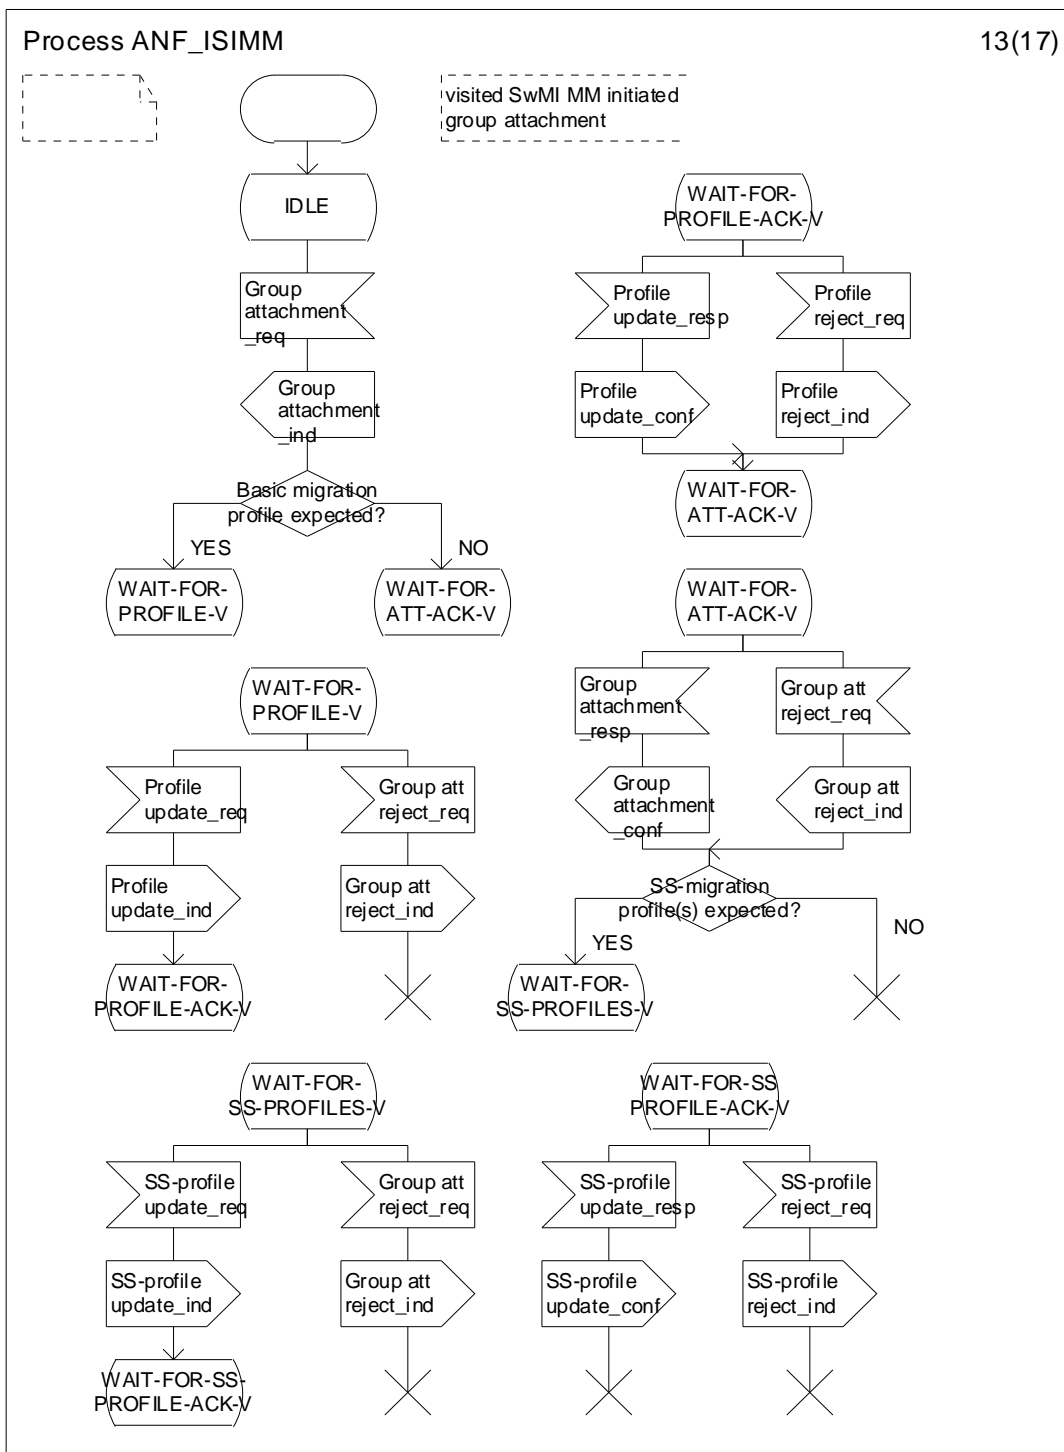 Process ANF_ISIMM
13(17)
visited SwMI MM initiated
group attachment
IDLE
Group
attachment
_req
Group
attachment
_ind
Basic migration
profile expected?
YES
NO
WAIT-FOR-
PROFILE-V
WAIT-FOR-
ATT-ACK-V
WAIT-FOR-
PROFILE-ACK-V
Profile
update_resp
Profile
reject_req
Profile
update_conf
Profile
reject_ind
WAIT-FOR-
ATT-ACK-V
WAIT-FOR-
PROFILE-V
Profile
update_req
Group att
reject_req
Profile
update_ind
Group att
reject_ind
WAIT-FOR-
PROFILE-ACK-V
WAIT-FOR-
ATT-ACK-V
Group
attachment
_resp
Group att
reject_req
Group
attachment
_conf
Group att
reject_ind
SS-migration
profile(s) expected?
YES
NO
WAIT-FOR-
SS-PROFILES-V
WAIT-FOR-
SS-PROFILES-V
SS-profile
update_req
Group att
reject_req
SS-profile
update_ind
Group att
reject_ind
WAIT-FOR-SS-
PROFILE-ACK-V
WAIT-FOR-SS
PROFILE-ACK-V
SS-profile
update_resp
SS-profile
reject_req
SS-profile
update_conf
SS-profile
reject_ind